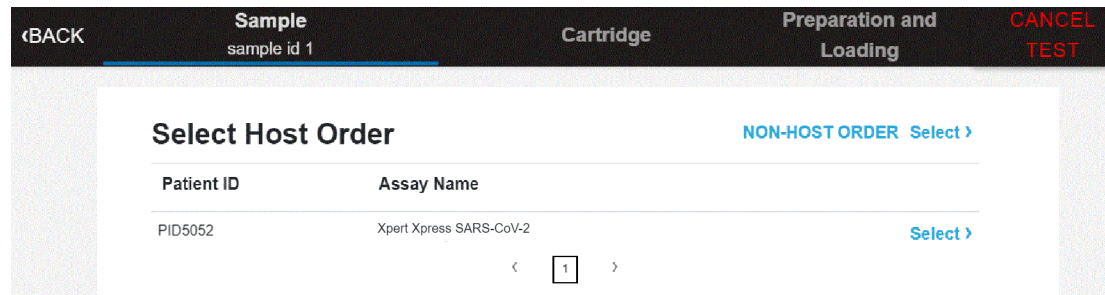 ‹BACK
Sample
sample id 1
Cartridge
Preparation and
Loading
CANCEL
TEST
Select Host Order
NON-HOST ORDER Select ›
Patient ID Assay Name
PID5052 Xpert Xpress SARS-CoV-2 Select ›
‹ 1 ›